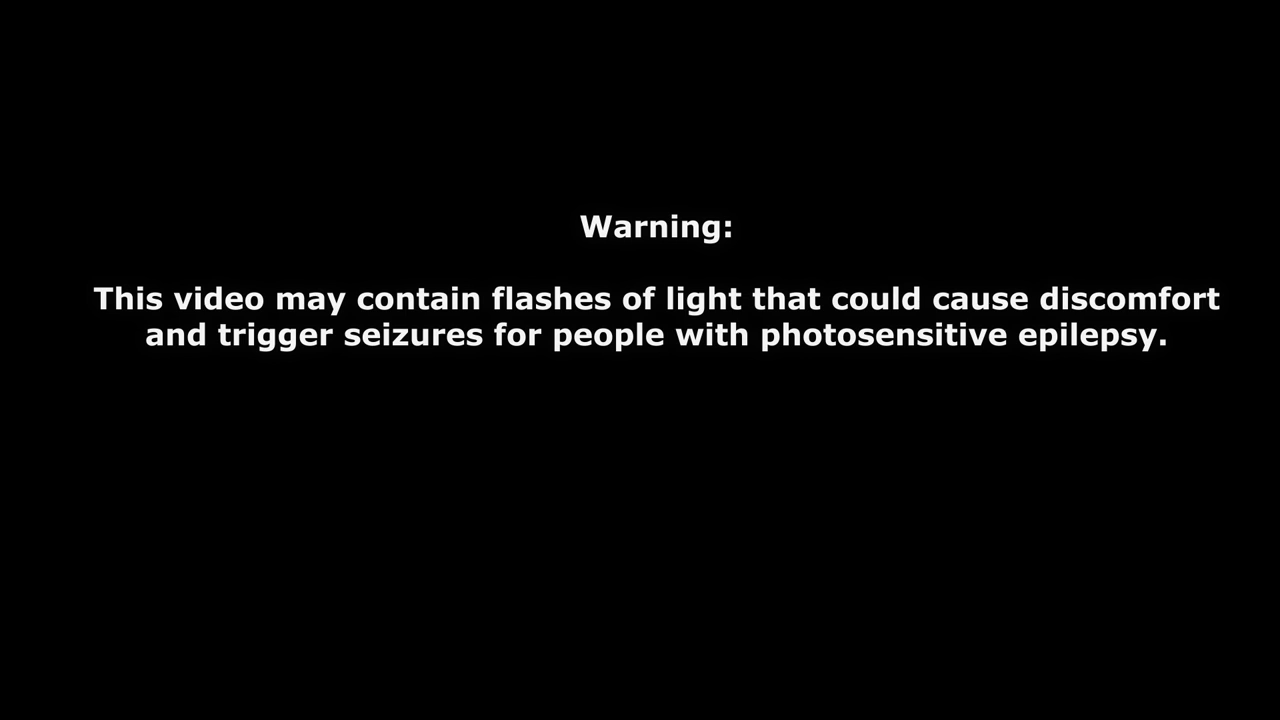 Warning:
This video may contain flashes of light that could cause discomfort
and trigger seizures for people with photosensitive epilepsy.